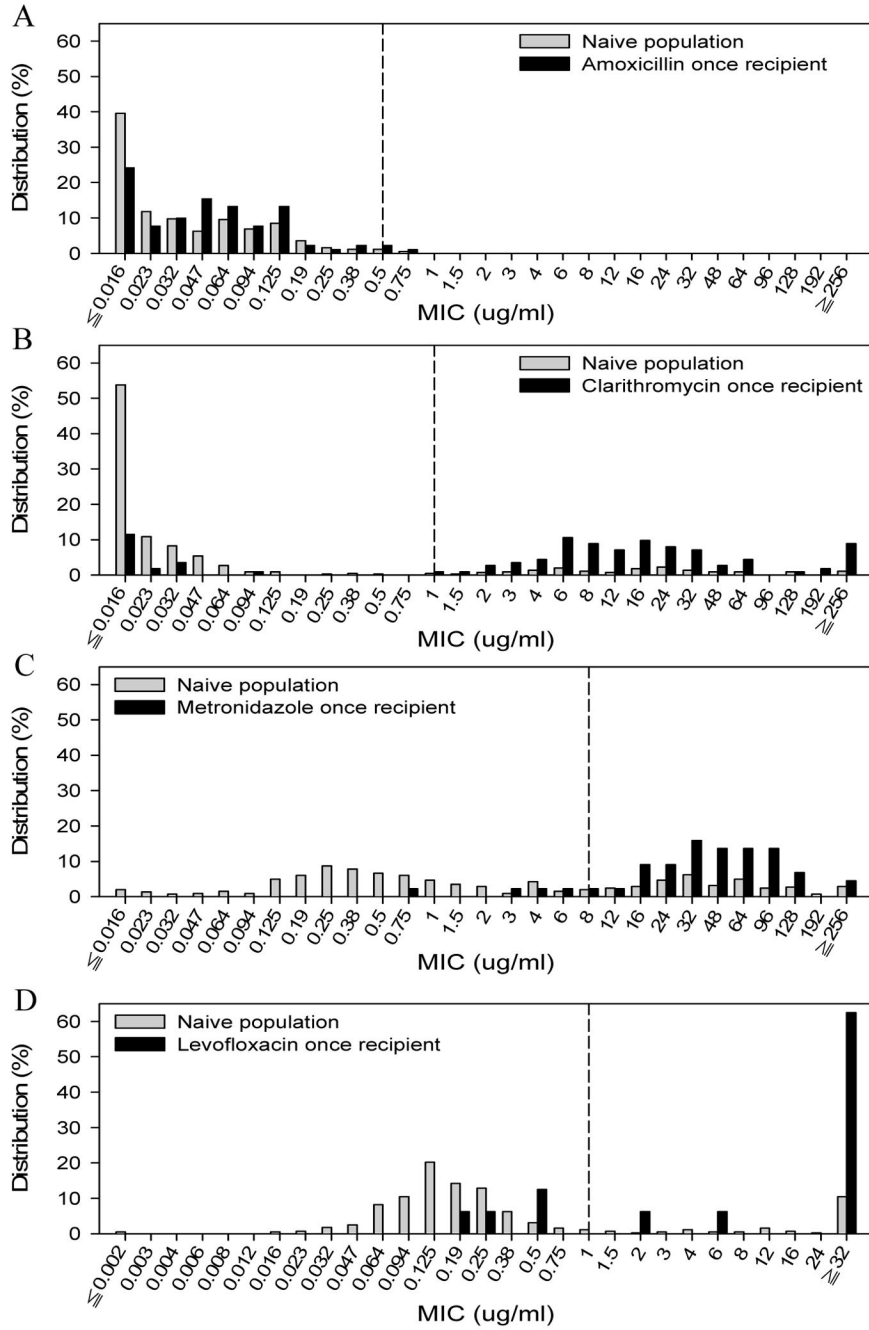 A
Distribution (%)
60
50
40
30
20
10
0
Naive population
Amoxicillin once recipient
≦0.016 0.023 0.032 0.047 0.064 0.094 0.125 0.19 0.25 0.38 0.5 0.75 1 1.5 2 3 4 6 8 12 16 24 32 48 64 96 128 192 ≧256
MIC (ug/ml)
B
Distribution (%)
60
50
40
30
20
10
0
Naive population
Clarithromycin once recipient
≦0.016 0.023 0.032 0.047 0.064 0.094 0.125 0.19 0.25 0.38 0.5 0.75 1 1.5 2 3 4 6 8 12 16 24 32 48 64 96 128 192 ≧256
MIC (ug/ml)
C
Distribution (%)
60
50
40
30
20
10
0
Naive population
Metronidazole once recipient
≦0.016 0.023 0.032 0.047 0.064 0.094 0.125 0.19 0.25 0.38 0.5 0.75 1 1.5 2 3 4 6 8 12 16 24 32 48 64 96 128 192 ≧256
MIC (ug/ml)
D
Distribution (%)
60
50
40
30
20
10
0
Naive population
Levofloxacin once recipient
≦0.002 0.003 0.004 0.006 0.008 0.012 0.016 0.023 0.032 0.047 0.064 0.094 0.125 0.19 0.25 0.38 0.5 0.75 1 1.5 2 3 4 6 8 12 16 24 ≧32
MIC (ug/ml)